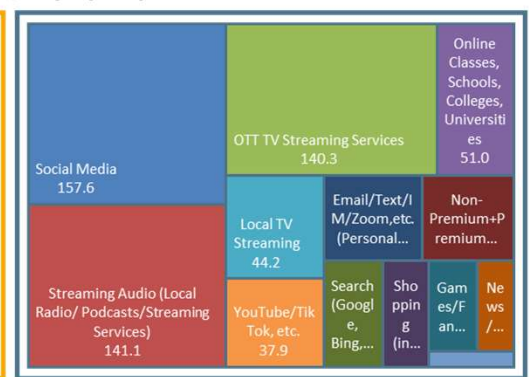 Social Media
157.6
Streaming Audio (Local
Radio/ Podcasts/Streaming
Services)
141.1
OTT TV Streaming Services
140.3
Online
Classes,
Schools,
Colleges,
Universiti
es
51.0
Local TV
Streaming
44.2
YouTube/Tik
Tok, etc.
37.9
Email/Text/I
M/Zoom,etc.
(Personal...
Non-
Premium+P
remium...
Search
(Googl
e,
Bing,...
Sho
ppin
g
(in...
Gam
es/F
an...
Ne
ws
/...